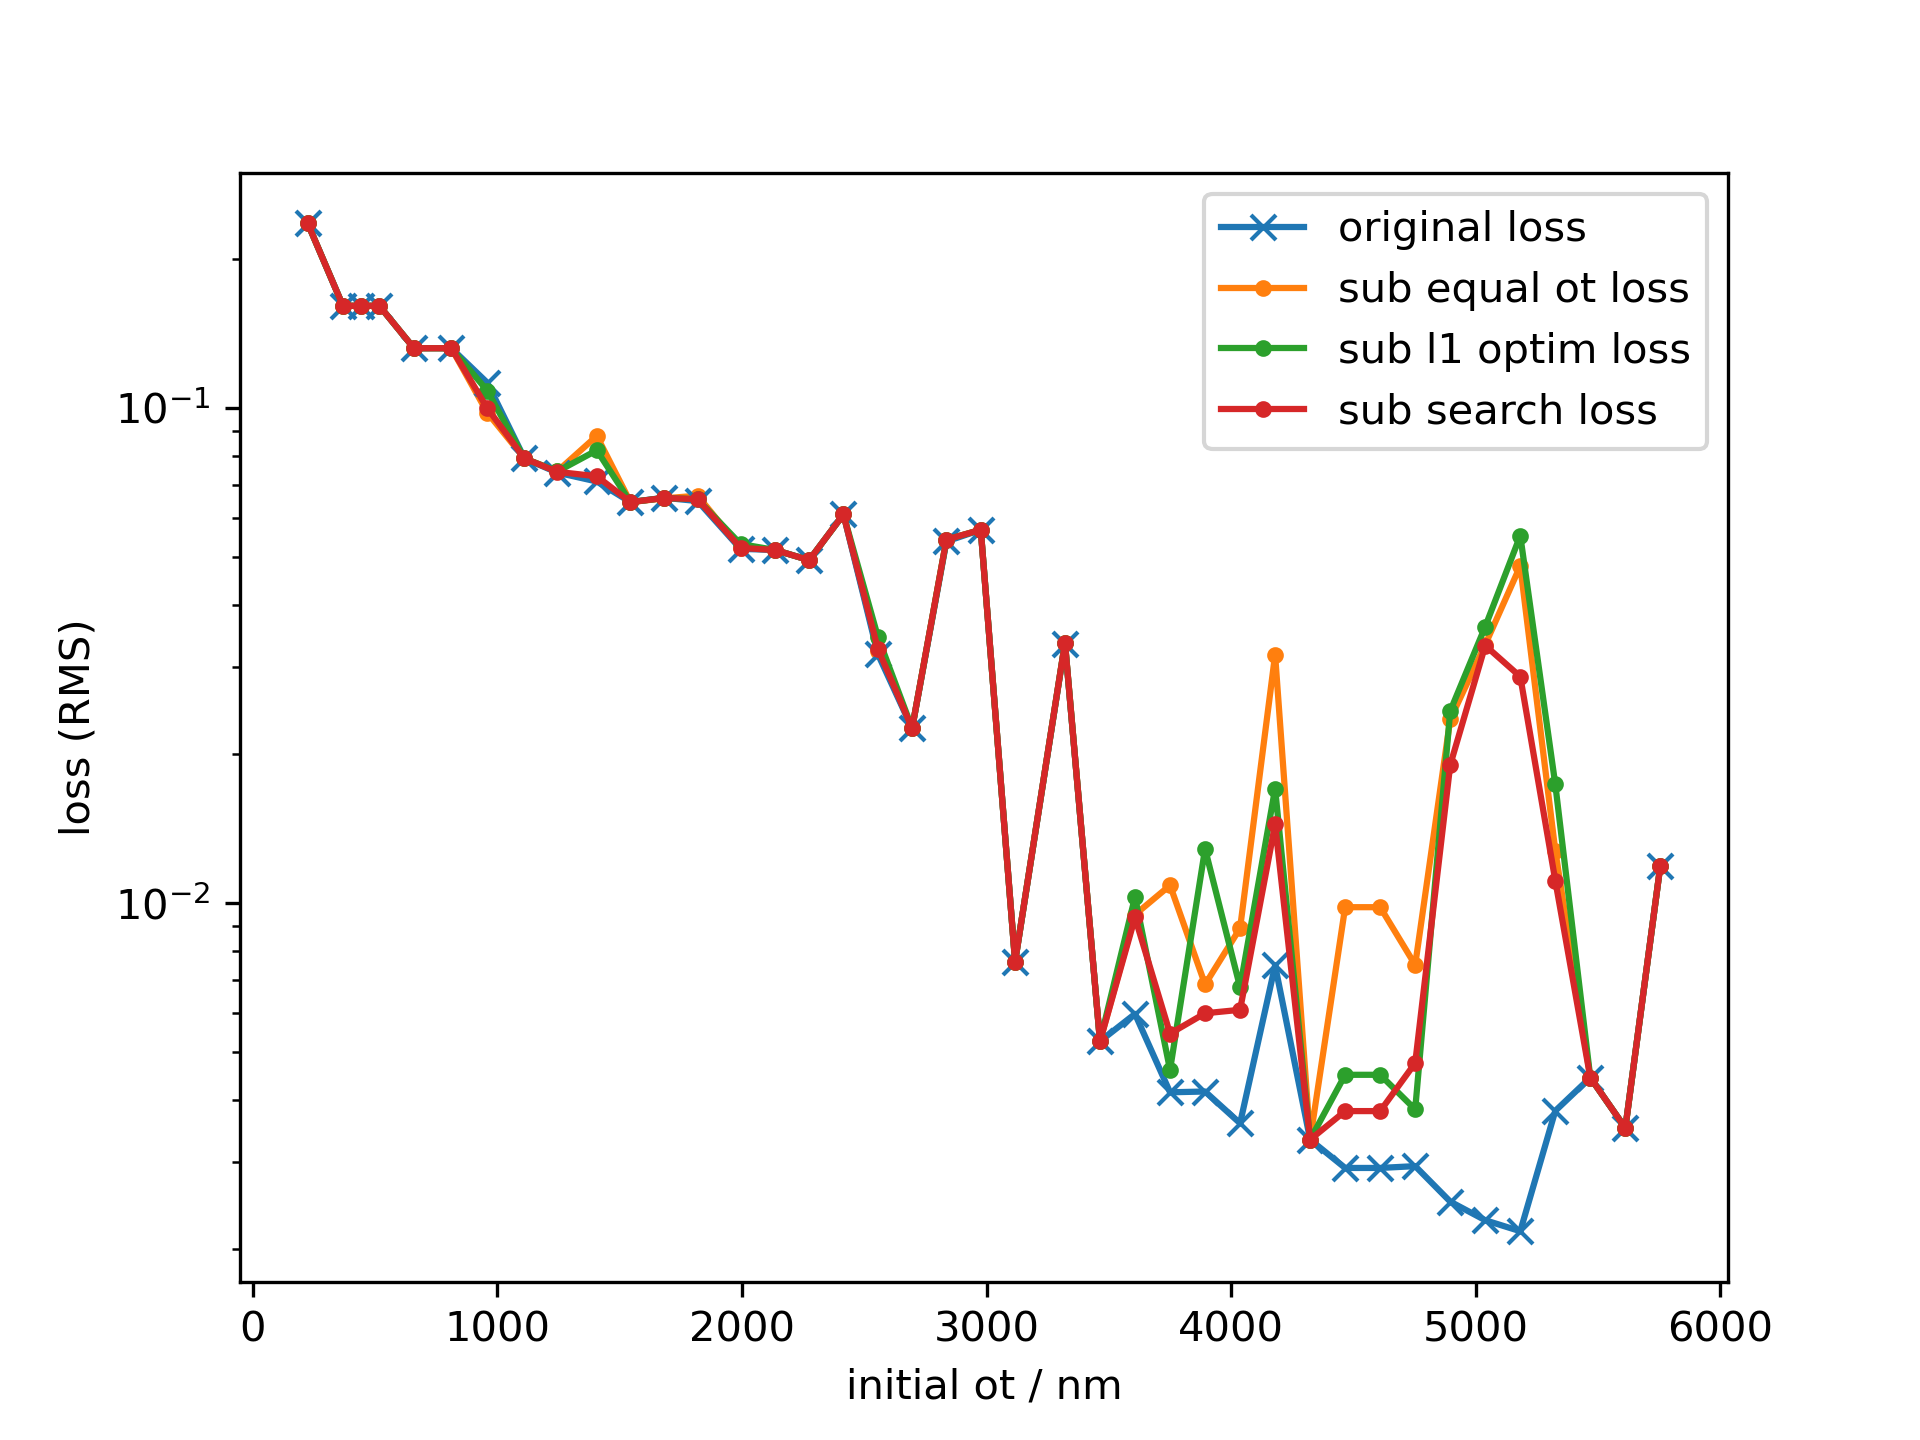 original loss
sub equal ot loss
sub l1 optim loss
sub search loss
10⁻¹
10⁻²
loss (RMS)
0 1000 2000 3000 4000 5000 6000
initial ot / nm